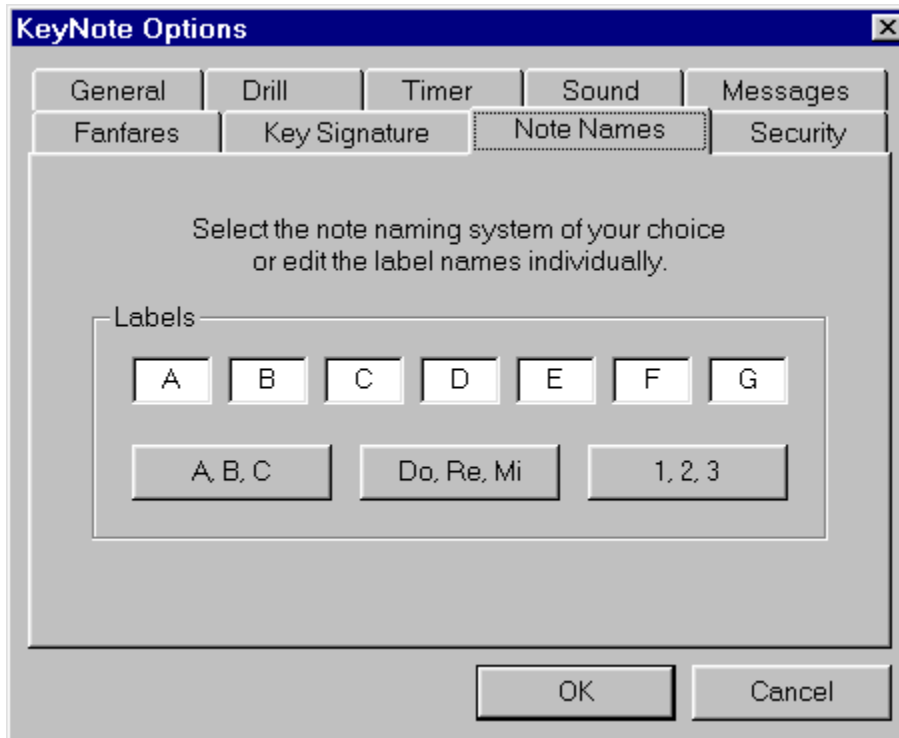 KeyNote Options
General Drill Timer Sound Messages
Fanfares Key Signature Note Names Security
Select the note naming system of your choice
or edit the label names individually.
Labels
A B C D E F G
A, B, C Do, Re, Mi 1, 2, 3
OK Cancel